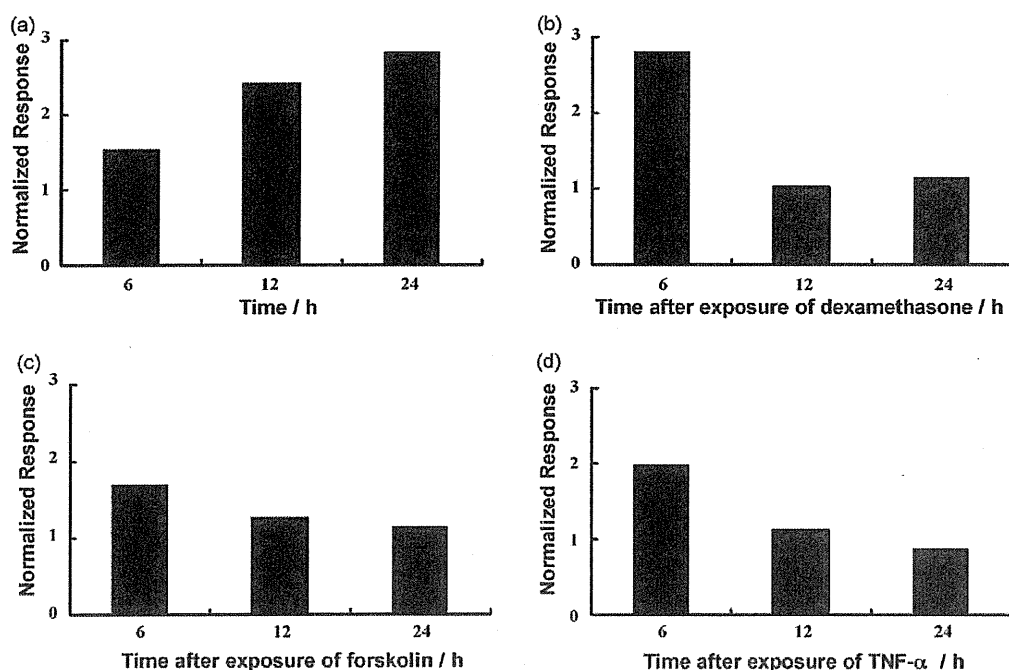 (a)
Normalized Response
3
2
1
0
6 12 24
Time / h
(b)
Normalized Response
3
2
1
0
6 12 24
Time after exposure of dexamethasone / h
(c)
Normalized Response
3
2
1
0
6 12 24
Time after exposure of forskolin / h
(d)
Normalized Response
3
2
1
0
6 12 24
Time after exposure of TNF-α / h